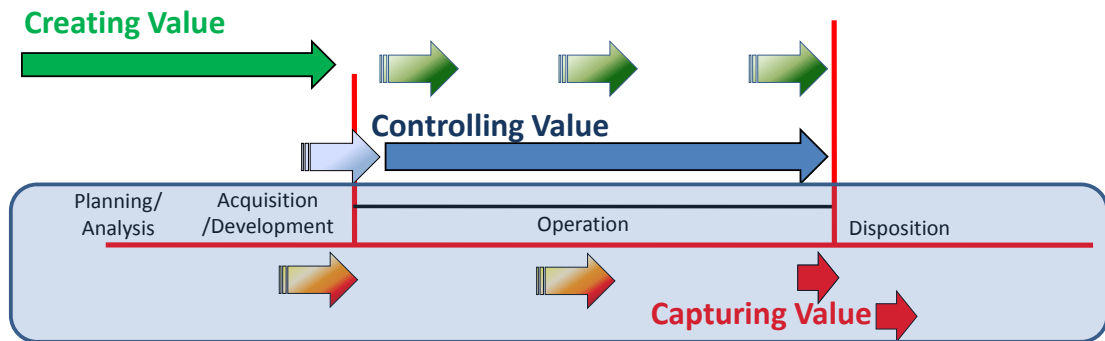 Creating Value
Controlling Value
Planning/
Analysis
Acquisition
/Development
Operation
Disposition
Capturing Value